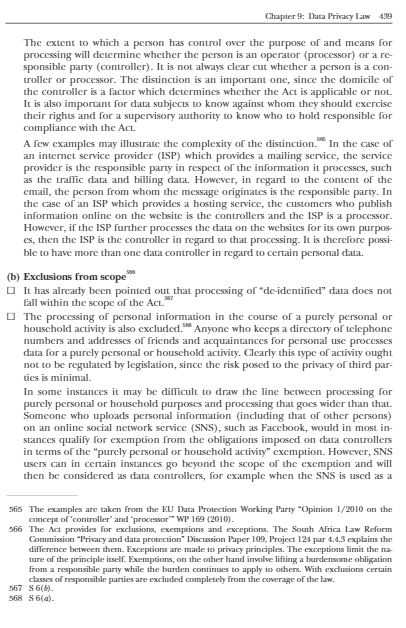 Chapter 9: Data Privacy Law 439
The extent to which a person has control over the purpose of and means for
processing will determine whether the person is an operator (processor) or a re-
sponsible party (controller). It is not always clear cut whether a person is a con-
troller or processor. The distinction is an important one, since the domicile of
the controller is a factor which determines whether the Act is applicable or not.
It is also important for data subjects to know against whom they should exercise
their rights and for a supervisory authority to know who to hold responsible for
compliance with the Act.
A few examples may illustrate the complexity of the distinction.565 In the case of
an internet service provider (ISP) which provides a mailing service, the service
provider is the responsible party in respect of the information it processes, such
as the traffic data and billing data. However, in regard to the content of the
email, the person from whom the message originates is the responsible party. In
the case of an ISP which provides a hosting service, the customers who publish
information online on the website is the controllers and the ISP is a processor.
However, if the ISP further processes the data on the websites for its own purpos-
es, then the ISP is the controller in regard to that processing. It is therefore possi-
ble to have more than one data controller in regard to certain personal data.
(b) Exclusions from scope566
□ It has already been pointed out that processing of "de-identified" data does not
fall within the scope of the Act.567
□ The processing of personal information in the course of a purely personal or
household activity is also excluded.568 Anyone who keeps a directory of telephone
numbers and addresses of friends and acquaintances for personal use processes
data for a purely personal or household activity. Clearly this type of activity ought
not to be regulated by legislation, since the risk posed to the privacy of third par-
ties is minimal.
In some instances it may be difficult to draw the line between processing for
purely personal or household purposes and processing that goes wider than that.
Someone who uploads personal information (including that of other persons)
on an online social network service (SNS), such as Facebook, would in most in-
stances qualify for exemption from the obligations imposed on data controllers
in terms of the "purely personal or household activity" exemption. However, SNS
users can in certain instances go beyond the scope of the exemption and will
then be considered as data controllers, for example when the SNS is used as a
565 The examples are taken from the EU Data Protection Working Party "Opinion 1/2010 on the
concept of 'controller' and 'processor'" WP 169 (2010).
566 The Act provides for exclusions, exemptions and exceptions. The South Africa Law Reform
Commission "Privacy and data protection" Discussion Paper 109, Project 124 par 4.4.3 explains the
difference between them. Exceptions are made to privacy principles. The exceptions limit the na-
ture of the principle itself. Exemptions, on the other hand involve lifting a burdensome obligation
from a responsible party while the burden continues to apply to others. With exclusions certain
classes of responsible parties are excluded completely from the coverage of the law.
567 S 6(b).
568 S 6(a).